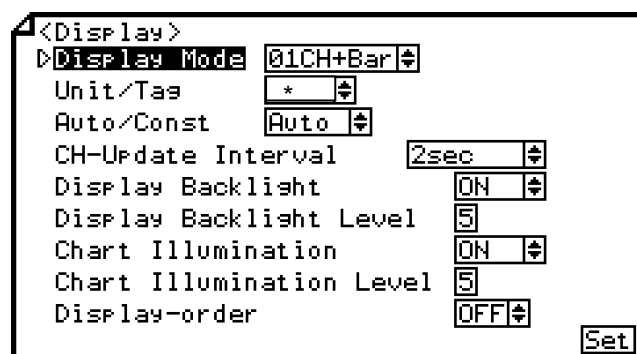 <Display>
Display Mode 01CH+Bar
Unit/Tag *
Auto/Const Auto
CH-Update Interval 2sec
Display Backlight ON
Display Backlight Level 5
Chart Illumination ON
Chart Illumination Level 5
Display-order OFF
Set